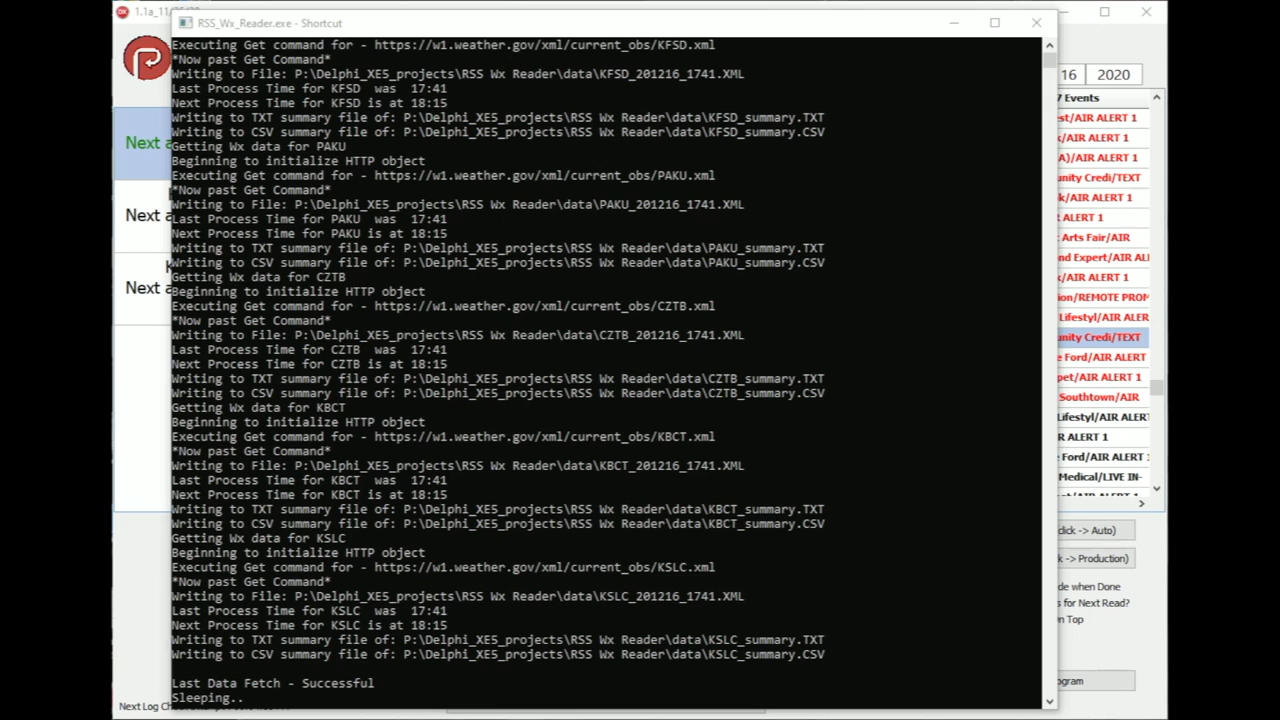 1.1a_11/
RSS_Wx_Reader.exe - Shortcut
Executing Get command for - https://w1.weather.gov/xml/current_obs/KFSD.xml
*Now past Get Command*
Writing to File: P:\Delphi_XE5_projects\RSS Wx Reader\data\KFSD_201216_1741.XML
Last Process Time for KFSD  was  17:41
Next Process Time for KFSD is at 18:15
Writing to TXT summary file of: P:\Delphi_XE5_projects\RSS Wx Reader\data\KFSD_summary.TXT
Writing to CSV summary file of: P:\Delphi_XE5_projects\RSS Wx Reader\data\KFSD_summary.CSV
Getting Wx data for PAKU
Beginning to initialize HTTP object
Executing Get command for - https://w1.weather.gov/xml/current_obs/PAKU.xml
*Now past Get Command*
Writing to File: P:\Delphi_XE5_projects\RSS Wx Reader\data\PAKU_201216_1741.XML
Last Process Time for PAKU  was  17:41
Next Process Time for PAKU is at 18:15
Writing to TXT summary file of: P:\Delphi_XE5_projects\RSS Wx Reader\data\PAKU_summary.TXT
Writing to CSV summary file of: P:\Delphi_XE5_projects\RSS Wx Reader\data\PAKU_summary.CSV
Getting Wx data for CZTB
Beginning to initialize HTTP object
Executing Get command for - https://w1.weather.gov/xml/current_obs/CZTB.xml
*Now past Get Command*
Writing to File: P:\Delphi_XE5_projects\RSS Wx Reader\data\CZTB_201216_1741.XML
Last Process Time for CZTB  was  17:41
Next Process Time for CZTB is at 18:15
Writing to TXT summary file of: P:\Delphi_XE5_projects\RSS Wx Reader\data\CZTB_summary.TXT
Writing to CSV summary file of: P:\Delphi_XE5_projects\RSS Wx Reader\data\CZTB_summary.CSV
Getting Wx data for KBCT
Beginning to initialize HTTP object
Executing Get command for - https://w1.weather.gov/xml/current_obs/KBCT.xml
*Now past Get Command*
Writing to File: P:\Delphi_XE5_projects\RSS Wx Reader\data\KBCT_201216_1741.XML
Last Process Time for KBCT  was  17:41
Next Process Time for KBCT is at 18:15
Writing to TXT summary file of: P:\Delphi_XE5_projects\RSS Wx Reader\data\KBCT_summary.TXT
Writing to CSV summary file of: P:\Delphi_XE5_projects\RSS Wx Reader\data\KBCT_summary.CSV
Getting Wx data for KSLC
Beginning to initialize HTTP object
Executing Get command for - https://w1.weather.gov/xml/current_obs/KSLC.xml
*Now past Get Command*
Writing to File: P:\Delphi_XE5_projects\RSS Wx Reader\data\KSLC_201216_1741.XML
Last Process Time for KSLC  was  17:41
Next Process Time for KSLC is at 18:15
Writing to TXT summary file of: P:\Delphi_XE5_projects\RSS Wx Reader\data\KSLC_summary.TXT
Writing to CSV summary file of: P:\Delphi_XE5_projects\RSS Wx Reader\data\KSLC_summary.CSV
Last Data Fetch - Successful
Sleeping..
Next a
Next a
Next a
Next Log
16 2020
7 Events
est/AIR ALERT 1
k/AIR ALERT 1
A)/AIR ALERT 1
unity Credi/TEXT
k/AIR ALERT 1
R ALERT 1
Arts Fair/AIR
ond Expert/AIR AL
k/AIR ALERT 1
ion/REMOTE PROM
Lifestyl/AIR ALER
unity Credi/TEXT
e Ford/AIR ALERT
pet/AIR ALERT 1
Southtown/AIR
Lifestyl/AIR ALERT
R ALERT 1
e Ford/AIR ALERT
Medical/LIVE IN-
click -> Auto)
k -> Production)
de when Done
s for Next Read?
n Top
ogram